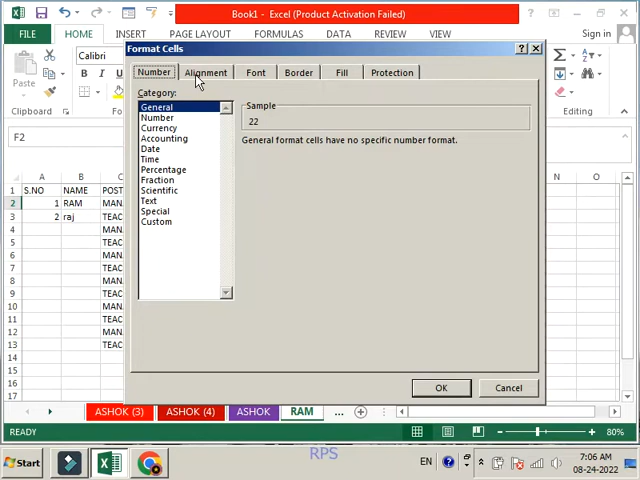 Book1 - Excel (Product Activation Failed)
FILE HOME INSERT PAGE LAYOUT FORMULAS DATA REVIEW VIEW Sign in
Calibri
B I
Paste
Clipboard
Cells Editing
F2
Format Cells
Number Alignment Font Border Fill Protection
Category:
General
Number
Currency
Accounting
Date
Time
Percentage
Fraction
Scientific
Text
Special
Custom
Sample
22
General format cells have no specific number format.
OK Cancel
A B C N O
1 S.NO NAME POST
2 1 RAM MAN
3 2 raj TEAC
4 MAN
5 TEAC
6 MAN
7 TEAC
8 MAN
9 TEAC
10 MAN
11 TEAC
12 MAN
13 TEAC
14
15
16
17
ASHOK (3) ASHOK (4) ASHOK RAM ...
READY 80%
Start RPS EN 7:06 AM
08-24-2022